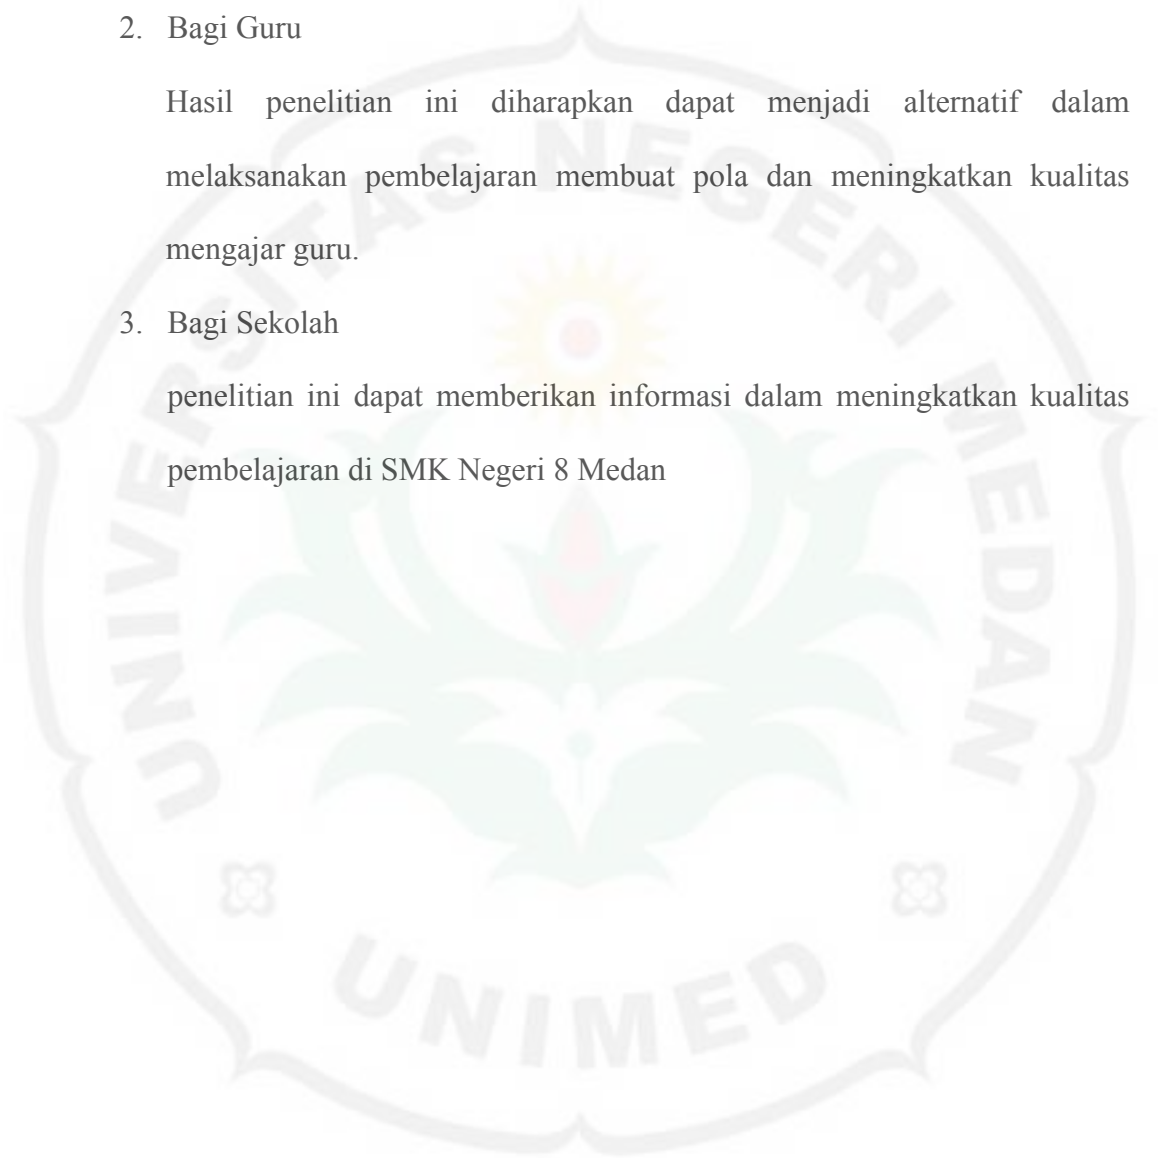 2. Bagi Guru
Hasil penelitian ini diharapkan dapat menjadi alternatif dalam
melaksanakan pembelajaran membuat pola dan meningkatkan kualitas
mengajar guru.
3. Bagi Sekolah
penelitian ini dapat memberikan informasi dalam meningkatkan kualitas
pembelajaran di SMK Negeri 8 Medan
UNIVERSITAS NEGERI MEDAN
UNIMED